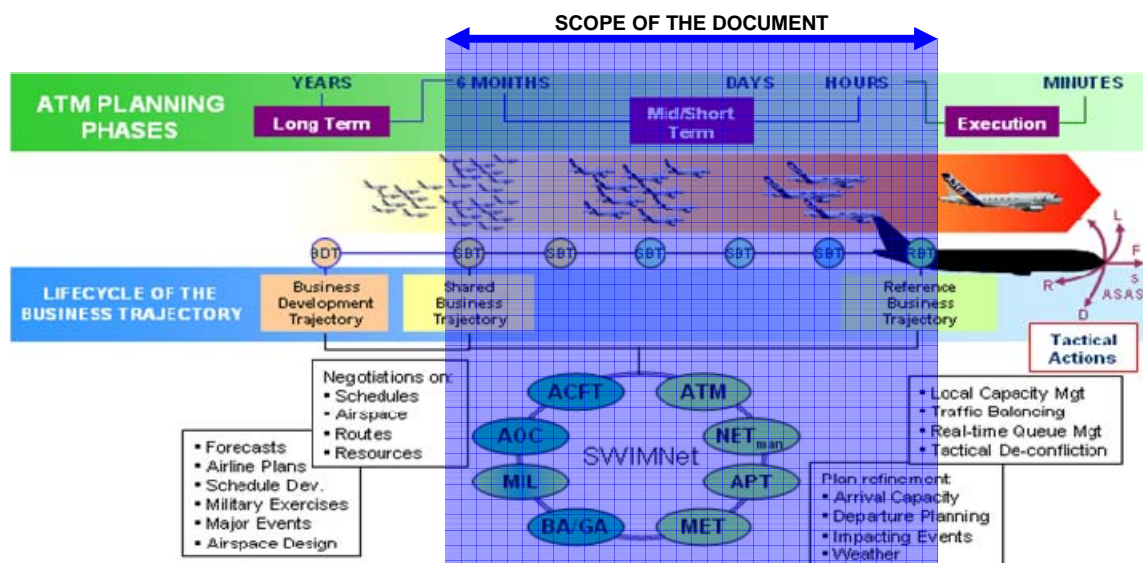 SCOPE OF THE DOCUMENT
YEARS
6 MONTHS
DAYS
HOURS
MINUTES
ATM PLANNING
PHASES
Long Term
Mid/Short
Term
Execution
BDT
SBT
SBT
SBT
SBT
SBT
RBT
L
F
S
R
ASAS
D
LIFECYCLE OF THE
BUSINESS TRAJECTORY
Business
Development
Trajectory
Shared
Business
Trajectory
Reference
Business
Trajectory
Tactical
Actions
Negotiations on:
▪ Schedules
▪ Airspace
▪ Routes
▪ Resources
▪ Forecasts
▪ Airline Plans
▪ Schedule Dev.
▪ Military Exercises
▪ Major Events
▪ Airspace Design
ACFT
ATM
AOC
NETman
SWIMNet
MIL
APT
BA/GA
MET
▪ Local Capacity Mgt
▪ Traffic Balancing
▪ Real-time Queue Mgt
▪ Tactical De-confliction
Plan refinement
▪ Arrival Capacity
▪ Departure Planning
▪ Impacting Events
▪ Weather